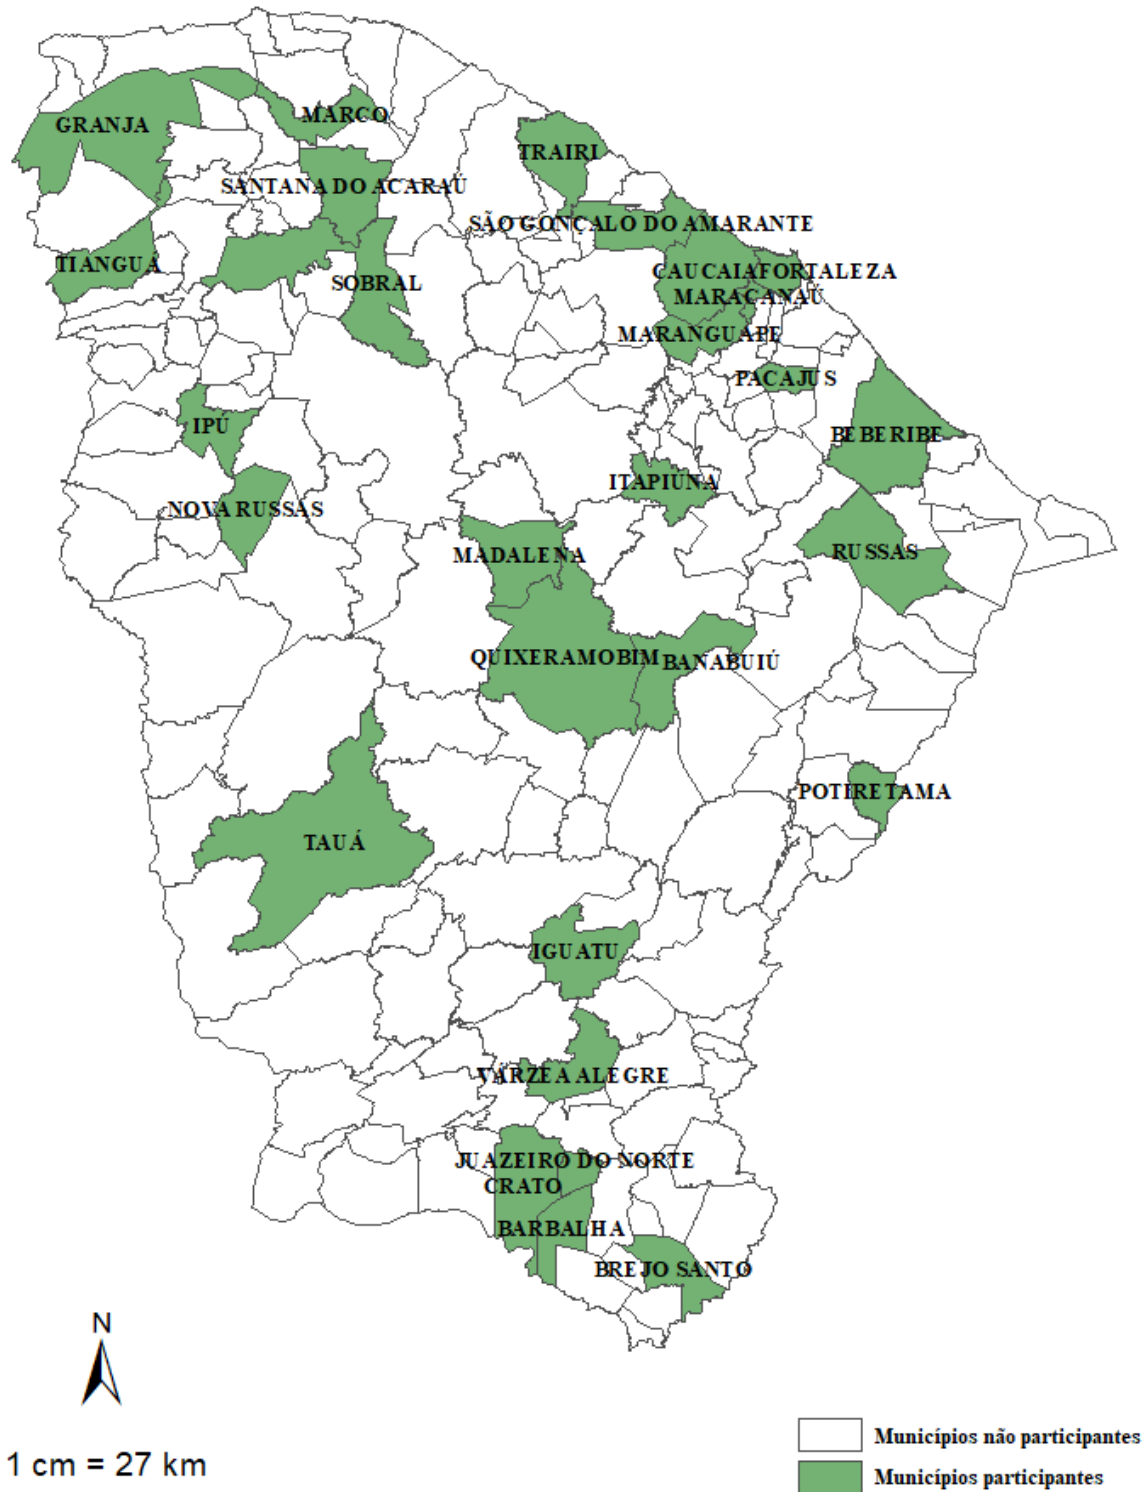 MARCO
GRANJA
TRAIRI
SANTANA DO ACARAÚ
SÃO GONÇALO DO AMARANTE
TIANGUÁ
CAUCAIA
FORTALEZA
SOBRAL
MARACANAÚ
MARANGUAPE
PACAJUS
IPÚ
BEBERIBE
ITAPIÚNA
NOVA RUSSAS
MADALENA
RUSSAS
QUIXERAMOBIM
BANABUIÚ
POTIRETAMA
TAUÁ
IGUATU
VÁRZEA ALEGRE
JUAZEIRO DO NORTE
CRATO
BARBALHA
BREJO SANTO
N
1 cm = 27 km
Municípios não participantes
Municípios participantes